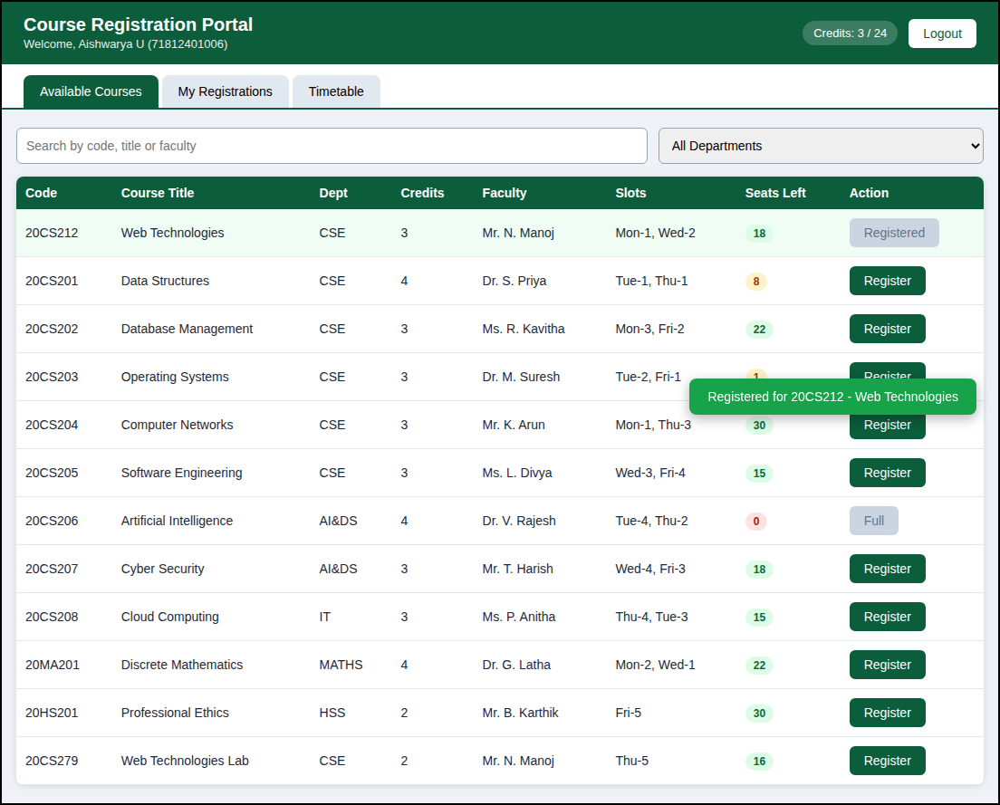 Course Registration Portal
Welcome, Aishwarya U (71812401006)
Credits: 3 / 24
Logout
Available Courses
My Registrations
Timetable
Search by code, title or faculty
All Departments
Code Course Title Dept Credits Faculty Slots Seats Left Action
20CS212 Web Technologies CSE 3 Mr. N. Manoj Mon-1, Wed-2 18 Registered
20CS201 Data Structures CSE 4 Dr. S. Priya Tue-1, Thu-1 8 Register
20CS202 Database Management CSE 3 Ms. R. Kavitha Mon-3, Fri-2 22 Register
20CS203 Operating Systems CSE 3 Dr. M. Suresh Tue-2, Fri-1 1 Register
Registered for 20CS212 - Web Technologies
20CS204 Computer Networks CSE 3 Mr. K. Arun Mon-1, Thu-3 30 Register
20CS205 Software Engineering CSE 3 Ms. L. Divya Wed-3, Fri-4 15 Register
20CS206 Artificial Intelligence AI&DS 4 Dr. V. Rajesh Tue-4, Thu-2 0 Full
20CS207 Cyber Security AI&DS 3 Mr. T. Harish Wed-4, Fri-3 18 Register
20CS208 Cloud Computing IT 3 Ms. P. Anitha Thu-4, Tue-3 15 Register
20MA201 Discrete Mathematics MATHS 4 Dr. G. Latha Mon-2, Wed-1 22 Register
20HS201 Professional Ethics HSS 2 Mr. B. Karthik Fri-5 30 Register
20CS279 Web Technologies Lab CSE 2 Mr. N. Manoj Thu-5 16 Register